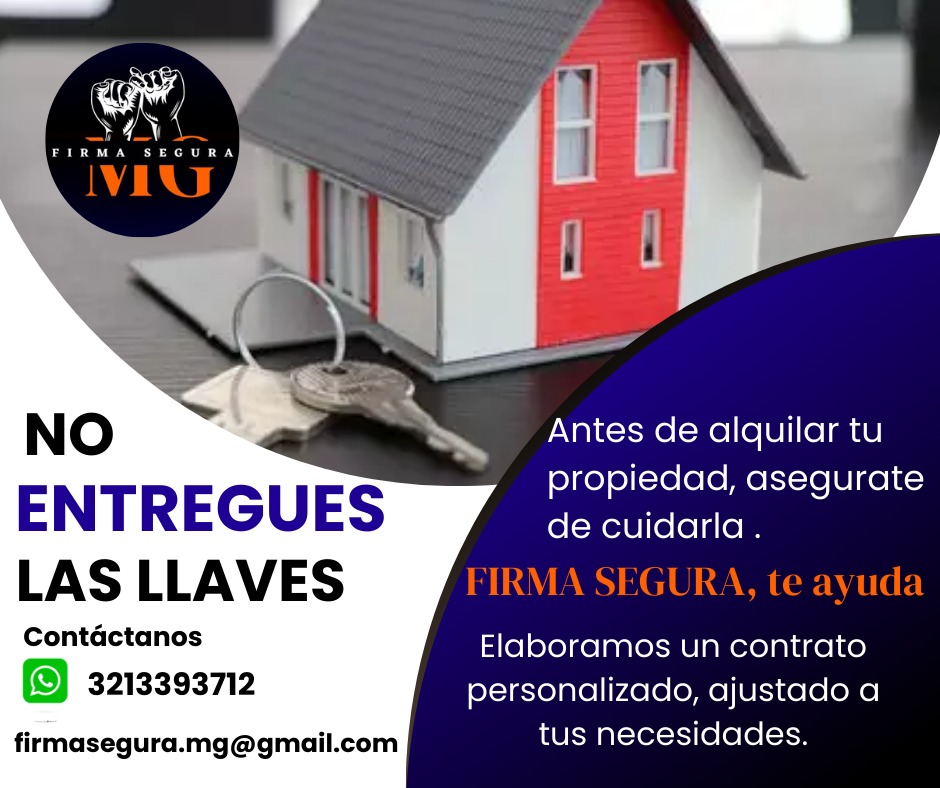 FIRMA SEGURA
MG
NO
ENTREGUES
LAS LLAVES
Contáctanos
3213393712
firmasegura.mg@gmail.com
Antes de alquilar tu
propiedad, asegurate
de cuidarla .
FIRMA SEGURA, te ayuda
Elaboramos un contrato
personalizado, ajustado a
tus necesidades.